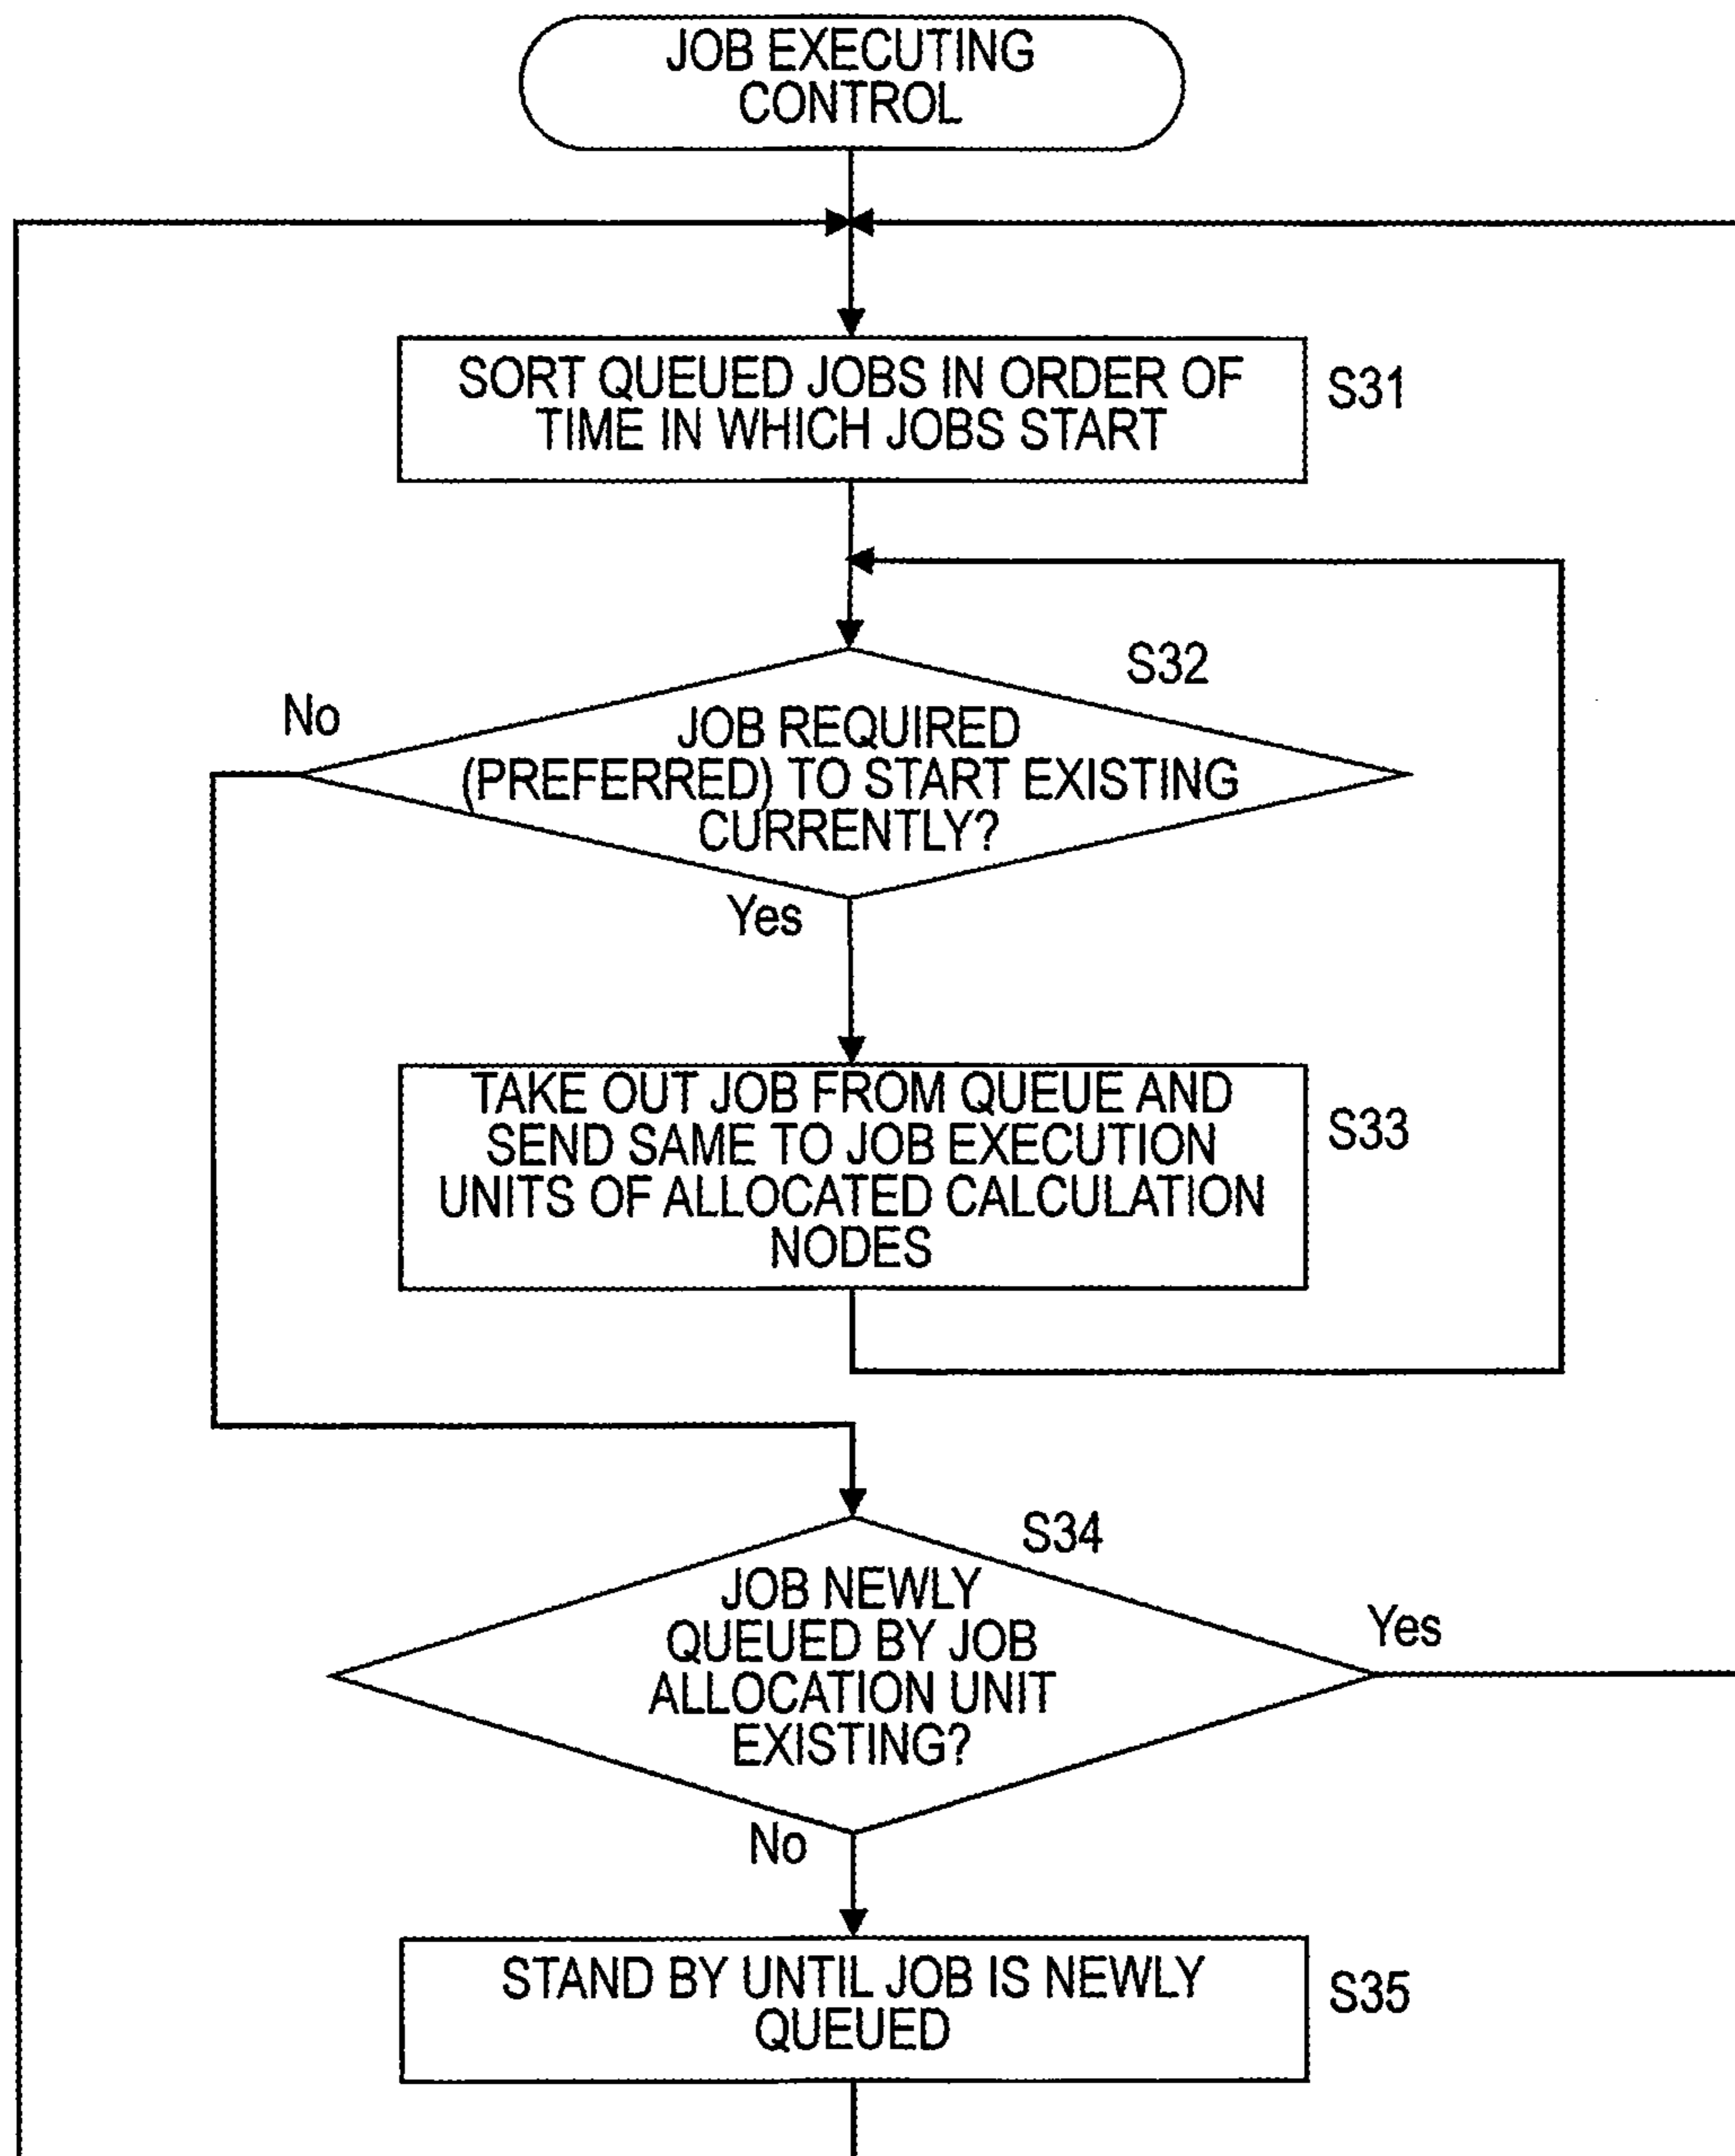 JOB EXECUTING
CONTROL
SORT QUEUED JOBS IN ORDER OF
TIME IN WHICH JOBS START
S31
S32
No
JOB REQUIRED
(PREFERRED) TO START EXISTING
CURRENTLY?
Yes
TAKE OUT JOB FROM QUEUE AND
SEND SAME TO JOB EXECUTION
UNITS OF ALLOCATED CALCULATION
NODES
S33
S34
JOB NEWLY
QUEUED BY JOB
ALLOCATION UNIT
EXISTING?
Yes
No
STAND BY UNTIL JOB IS NEWLY
QUEUED
S35